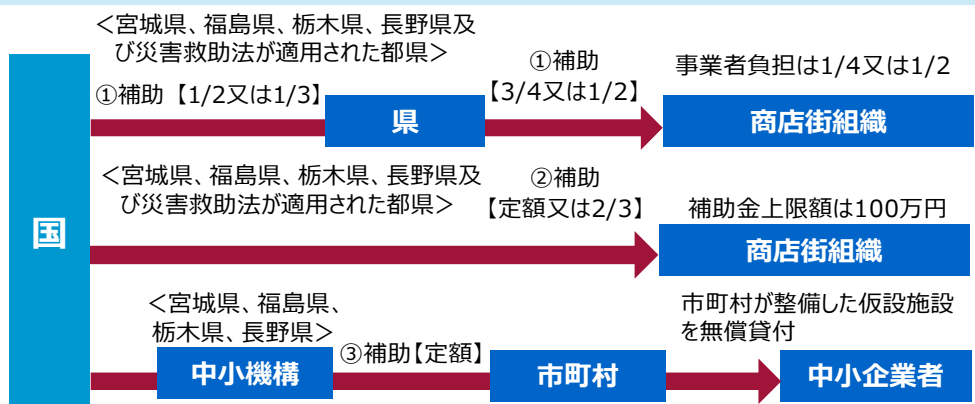 ＜宮城県、福島県、栃木県、長野県及
び災害救助法が適用された都県＞
①補助【1/2又は1/3】
県
①補助
【3/4又は1/2】
事業者負担は1/4又は1/2
商店街組織
国
＜宮城県、福島県、栃木県、長野県及
び災害救助法が適用された都県＞
②補助
【定額又は2/3】
補助金上限額は100万円
商店街組織
＜宮城県、福島県、
栃木県、長野県＞
中小機構
③補助【定額】
市町村
市町村が整備した仮設施設
を無償貸付
中小企業者